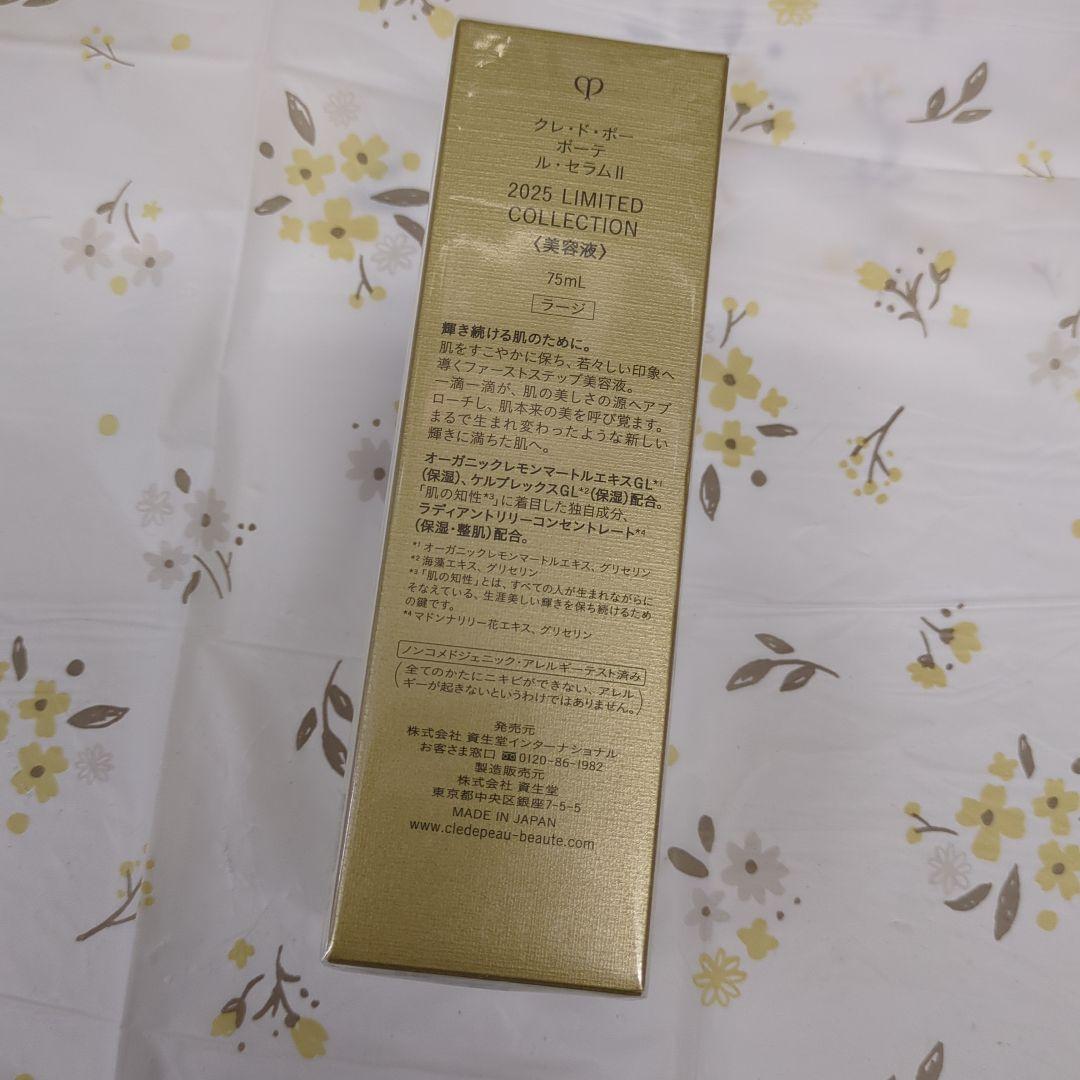 クレ・ド・ポー
ボーテ
ル・セラムⅡ
2025 LIMITED
COLLECTION
〈美容液〉
75mL
ラージ
輝き続ける肌のために。
肌をすこやかに保ち、若々しい印象へ
導くファーストステップ美容液。
一滴一滴が、肌の美しさの源へアプ
ローチし、肌本来の美を呼び覚ます。
まるで生まれ変わったような新しい
輝きに満ちた肌へ。
オーガニックレモンマートルエキスGL*1
(保湿)、ケルプレックスGL*2(保湿)配合。
「肌の知性*3」に着目した独自成分、
ラディアントリリーコンセントレート*4
(保湿・整肌)配合。
*1 オーガニックレモンマートルエキス、グリセリン
*2 海藻エキス、グリセリン
*3「肌の知性」とは、すべての人が生まれながらに
そなえている、生涯美しい輝きを保ち続けるため
の鍵です。
*4 マドンナリリー花エキス、グリセリン
ノンコメドジェニック・アレルギーテスト済み
(全てのかたにニキビができない、アレル
ギーが起きないというわけではありません。)
発売元
株式会社 資生堂インターナショナル
お客さま窓口 0120-86-1982
製造販売元
株式会社 資生堂
東京都中央区銀座7-5-5
MADE IN JAPAN
www.cledepeau-beaute.com